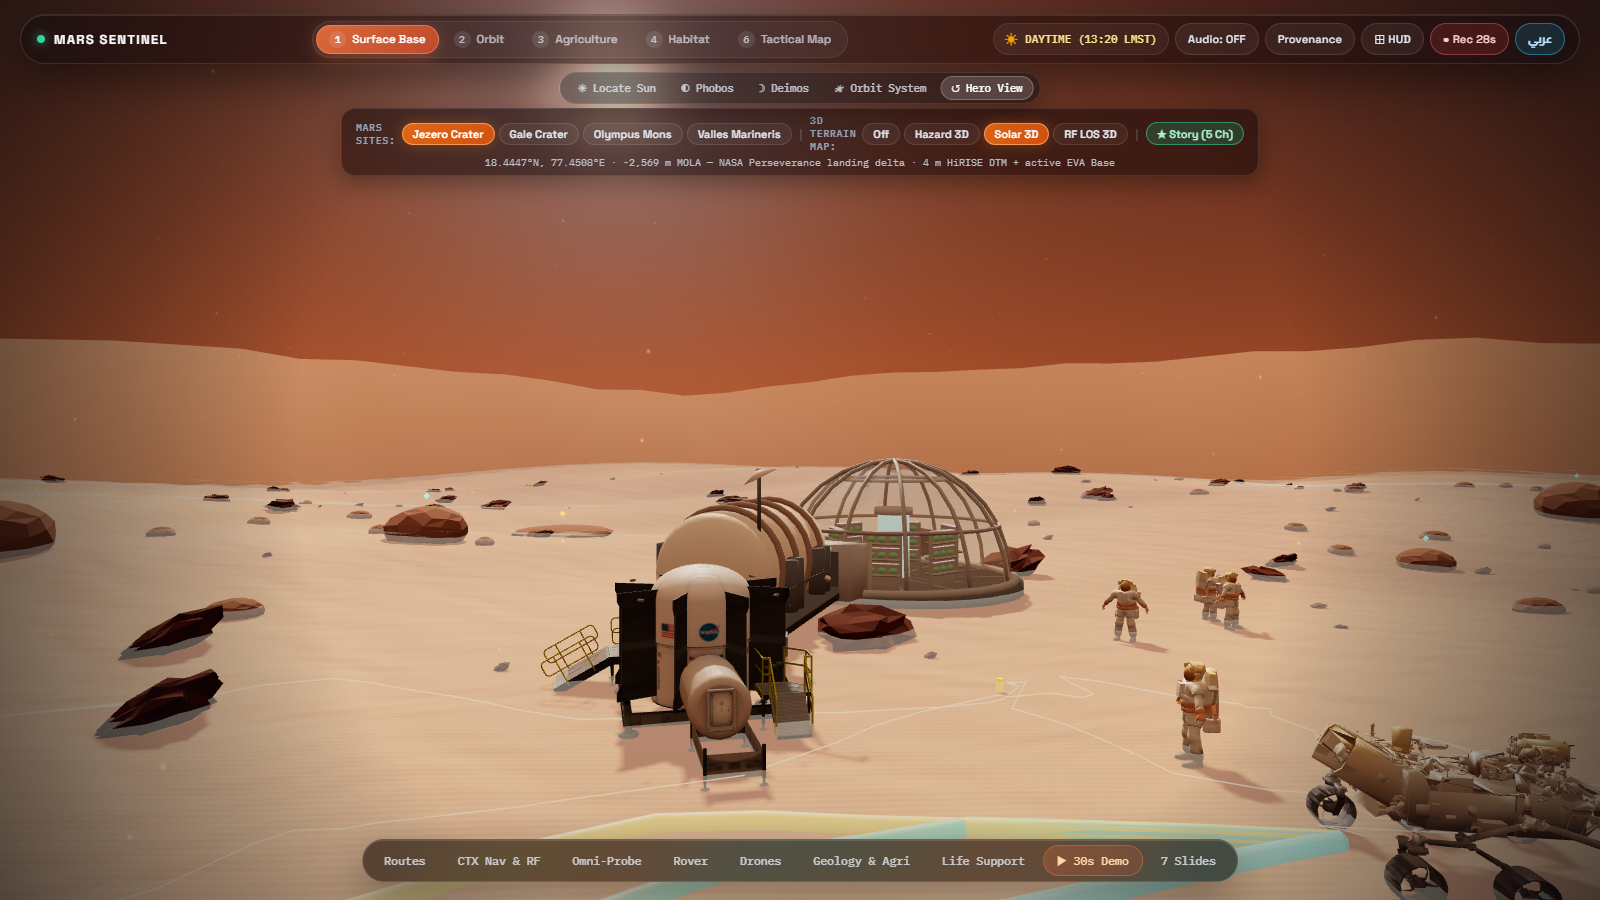 MARS SENTINEL
1 Surface Base
2 Orbit
3 Agriculture
4 Habitat
6 Tactical Map
DAYTIME (13:20 LMST)
Audio: OFF
Provenance
HUD
Rec 28s
عربي
Locate Sun
Phobos
Deimos
Orbit System
Hero View
MARS SITES:
Jezero Crater
Gale Crater
Olympus Mons
Valles Marineris
3D TERRAIN MAP:
Off
Hazard 3D
Solar 3D
RF LOS 3D
★ Story (5 Ch)
18.4447°N, 77.4508°E · -2,569 m MOLA — NASA Perseverance landing delta · 4 m HiRISE DTM + active EVA Base
Routes
CTX Nav & RF
Omni-Probe
Rover
Drones
Geology & Agri
Life Support
▶ 30s Demo
7 Slides